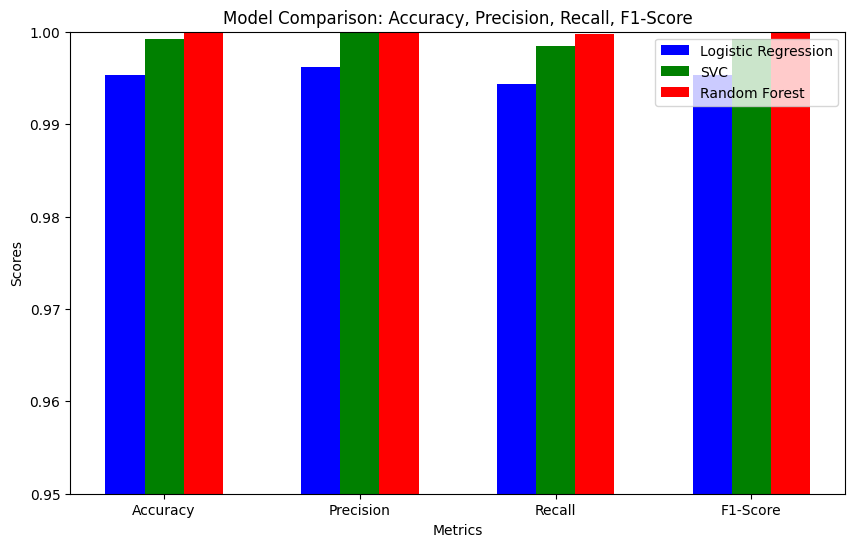 Model Comparison: Accuracy, Precision, Recall, F1-Score
1.00
0.99
0.98
0.97
0.96
0.95
Scores
Logistic Regression
SVC
Random Forest
Accuracy Precision Recall F1-Score
Metrics